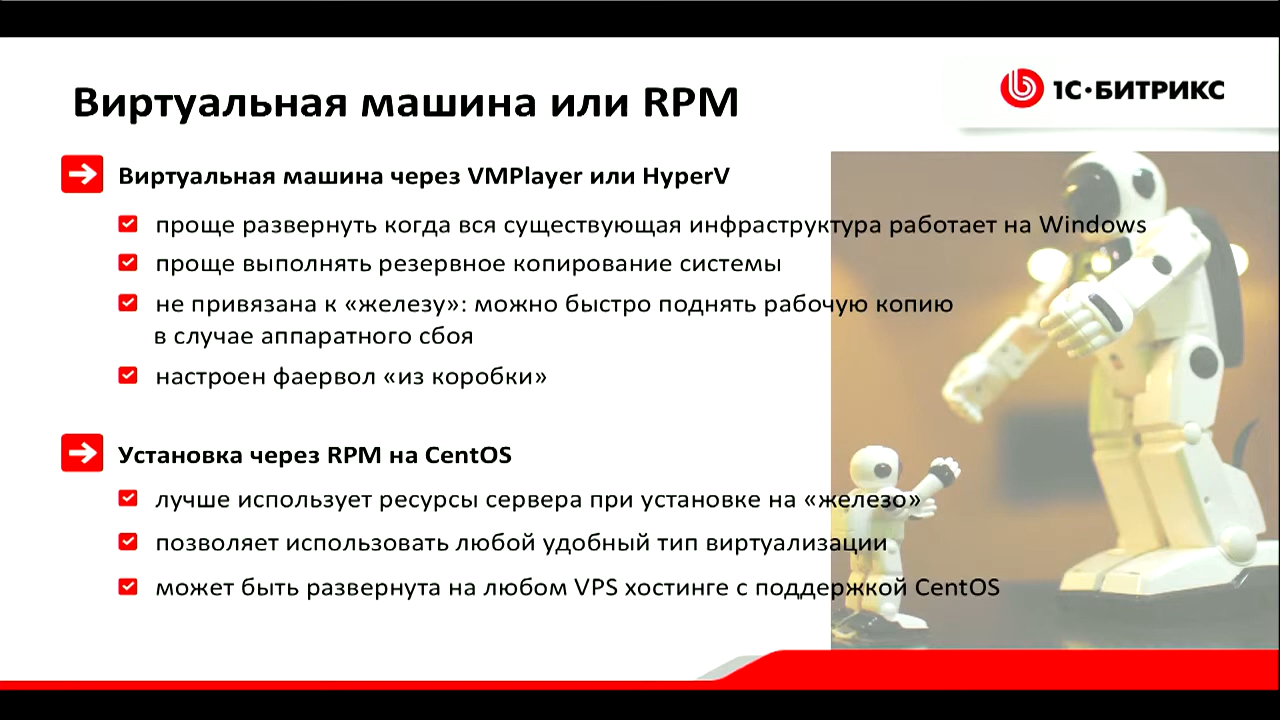 Виртуальная машина или RPM
1С·БИТРИКС
Виртуальная машина через VMPlayer или HyperV
проще развернуть когда вся существующая инфраструктура работает на Windows
проще выполнять резервное копирование системы
не привязана к «железу»: можно быстро поднять рабочую копию
в случае аппаратного сбоя
настроен фаервол «из коробки»
Установка через RPM на CentOS
лучше использует ресурсы сервера при установке на «железо»
позволяет использовать любой удобный тип виртуализации
может быть развернута на любом VPS хостинге с поддержкой CentOS